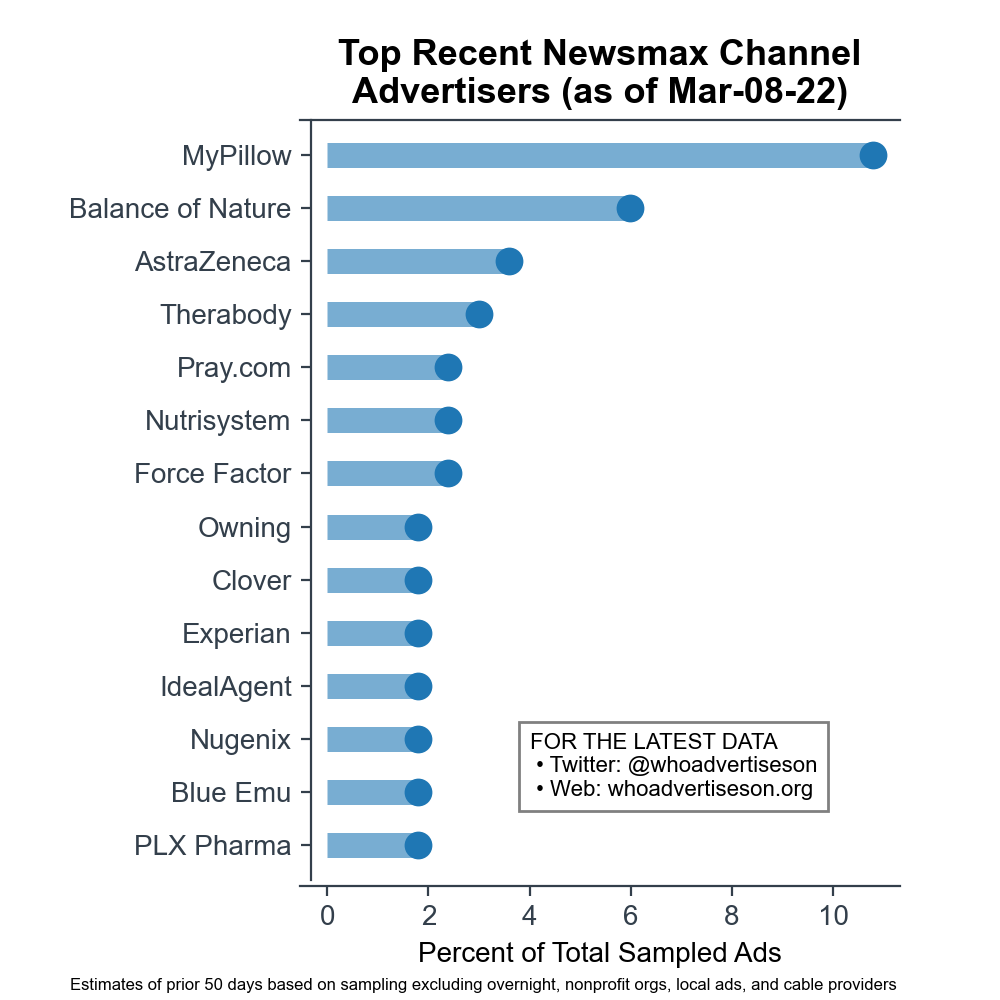 Top Recent Newsmax Channel
Advertisers (as of Mar-08-22)
MyPillow
Balance of Nature
AstraZeneca
Therabody
Pray.com
Nutrisystem
Force Factor
Owning
Clover
Experian
IdealAgent
Nugenix
Blue Emu
PLX Pharma
FOR THE LATEST DATA
• Twitter: @whoadvertiseson
• Web: whoadvertiseson.org
0 2 4 6 8 10
Percent of Total Sampled Ads
Estimates of prior 50 days based on sampling excluding overnight, nonprofit orgs, local ads, and cable providers